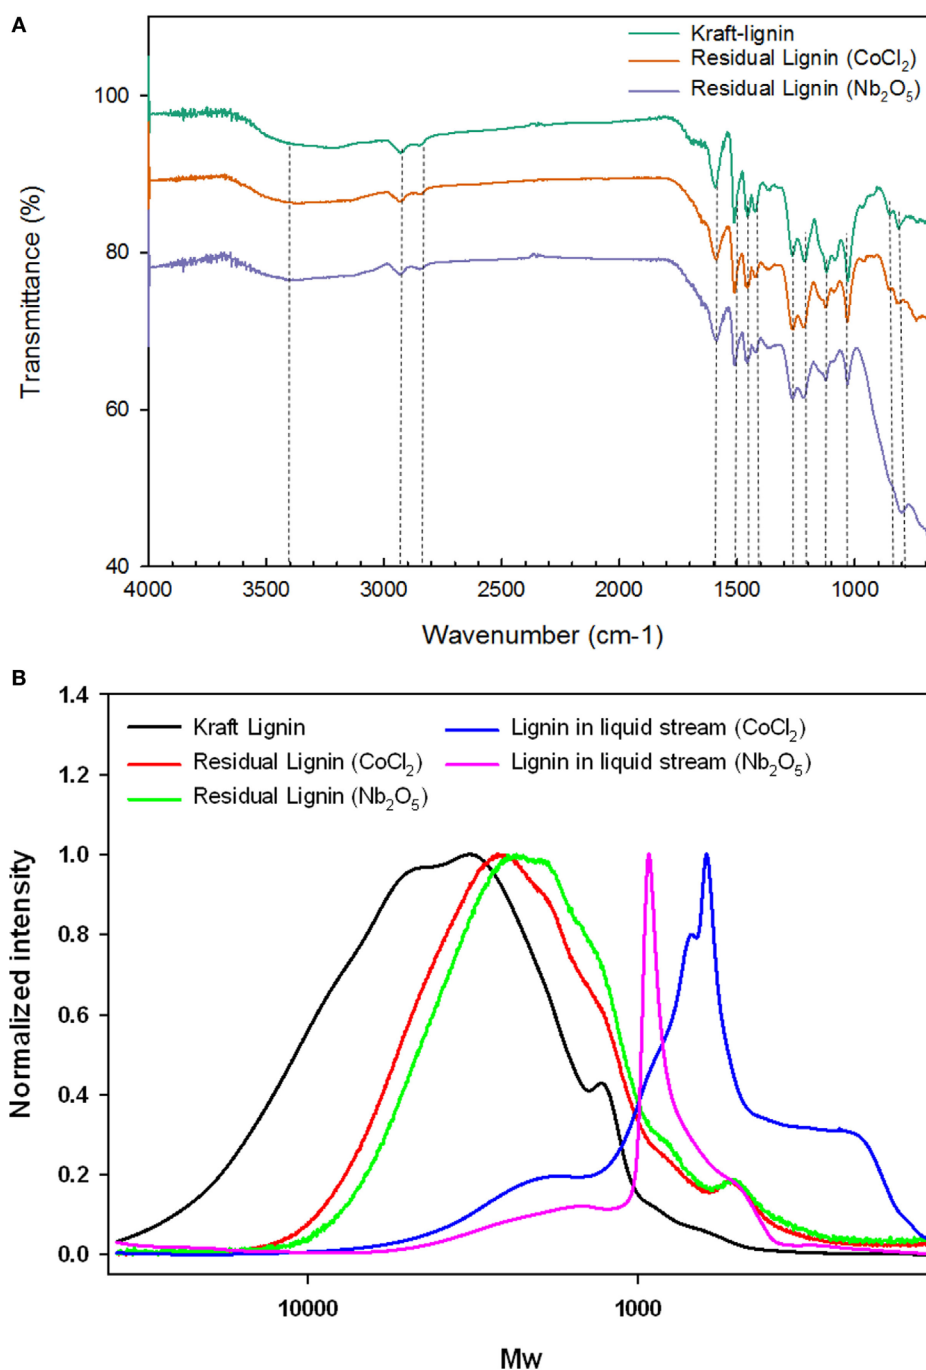 A
Kraft-lignin
Residual Lignin (CoCl₂)
Residual Lignin (Nb₂O₅)
100
80
60
40
Transmittance (%)
4000 3500 3000 2500 2000 1500 1000
Wavenumber (cm-1)
B
Kraft Lignin
Residual Lignin (CoCl₂)
Residual Lignin (Nb₂O₅)
Lignin in liquid stream (CoCl₂)
Lignin in liquid stream (Nb₂O₅)
1.4
1.2
1.0
0.8
0.6
0.4
0.2
0.0
Normalized intensity
10000 1000
Mw